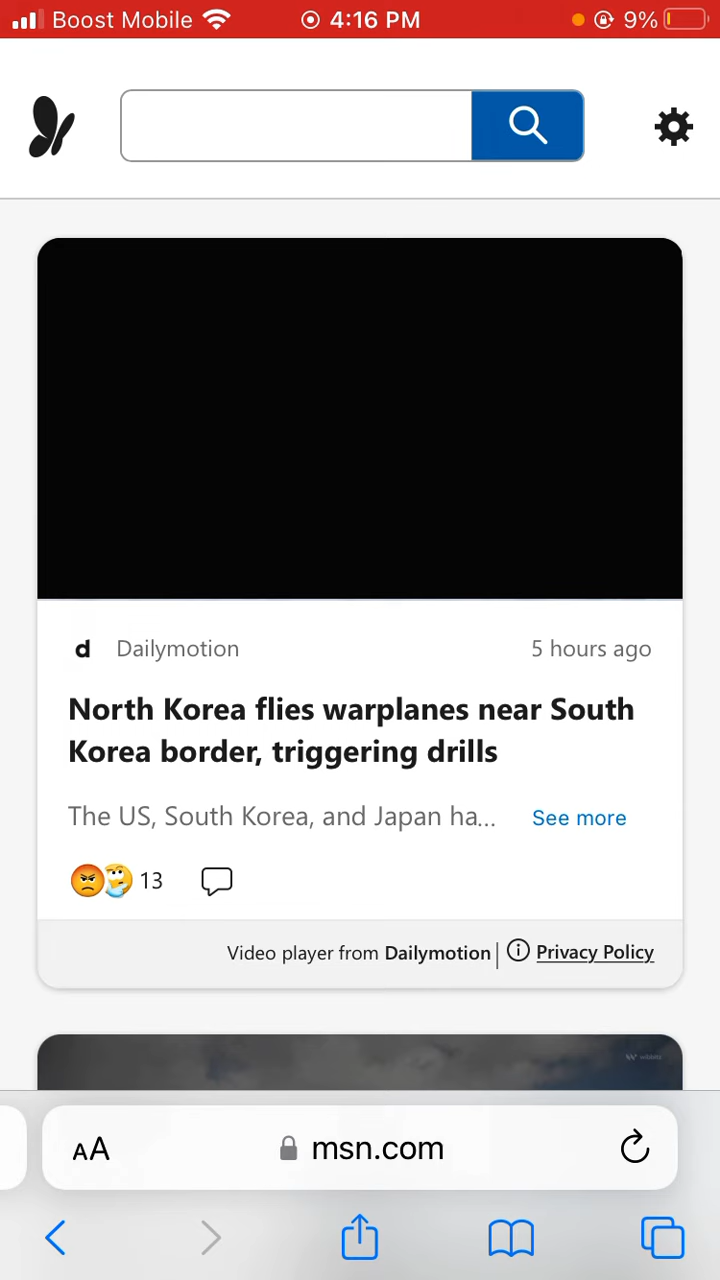 Boost Mobile 4:16 PM 9%
d Dailymotion 5 hours ago
North Korea flies warplanes near South
Korea border, triggering drills
The US, South Korea, and Japan ha... See more
13
Video player from Dailymotion | Privacy Policy
AA msn.com